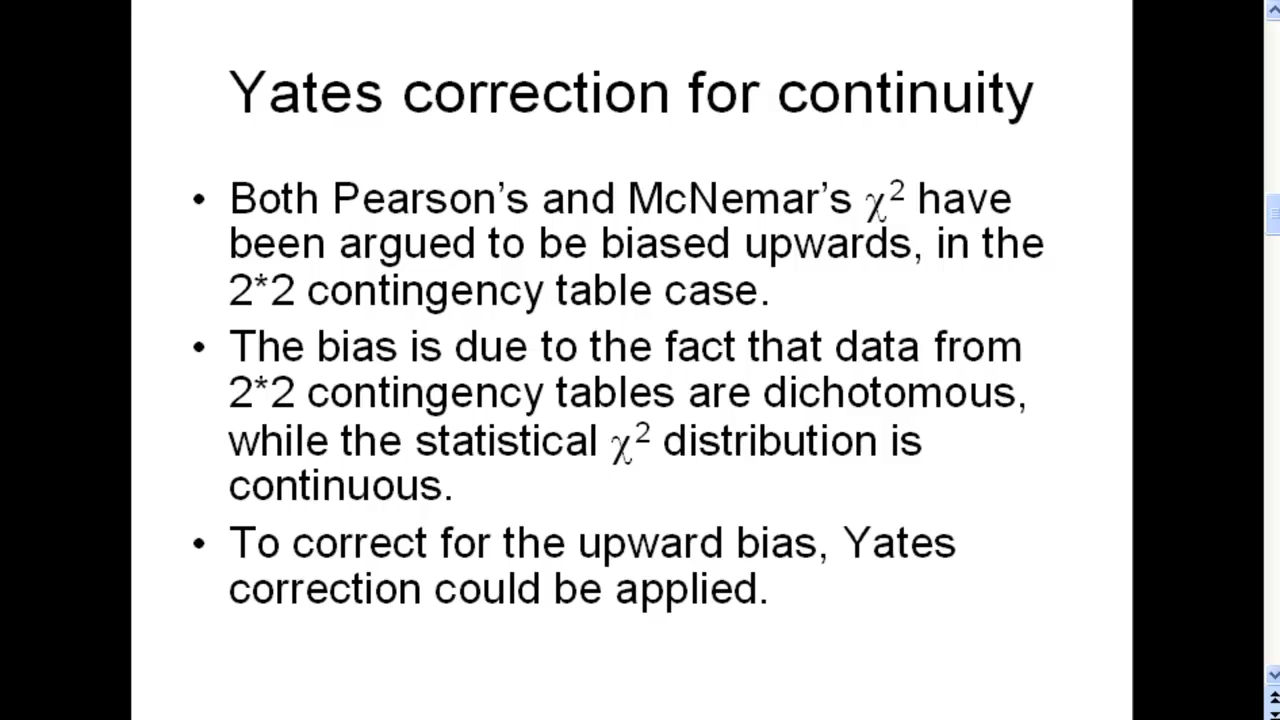 Yates correction for continuity
• Both Pearson's and McNemar's χ² have
been argued to be biased upwards, in the
2*2 contingency table case.
• The bias is due to the fact that data from
2*2 contingency tables are dichotomous,
while the statistical χ² distribution is
continuous.
• To correct for the upward bias, Yates
correction could be applied.